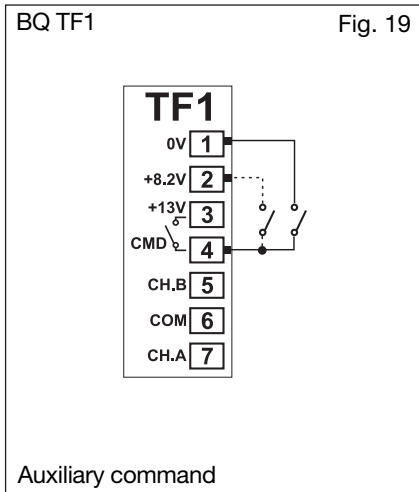 BQ TF1 Fig. 19
TF1
0V 1
+8.2V 2
+13V 3
CMD 4
CH.B 5
COM 6
CH.A 7
Auxiliary command